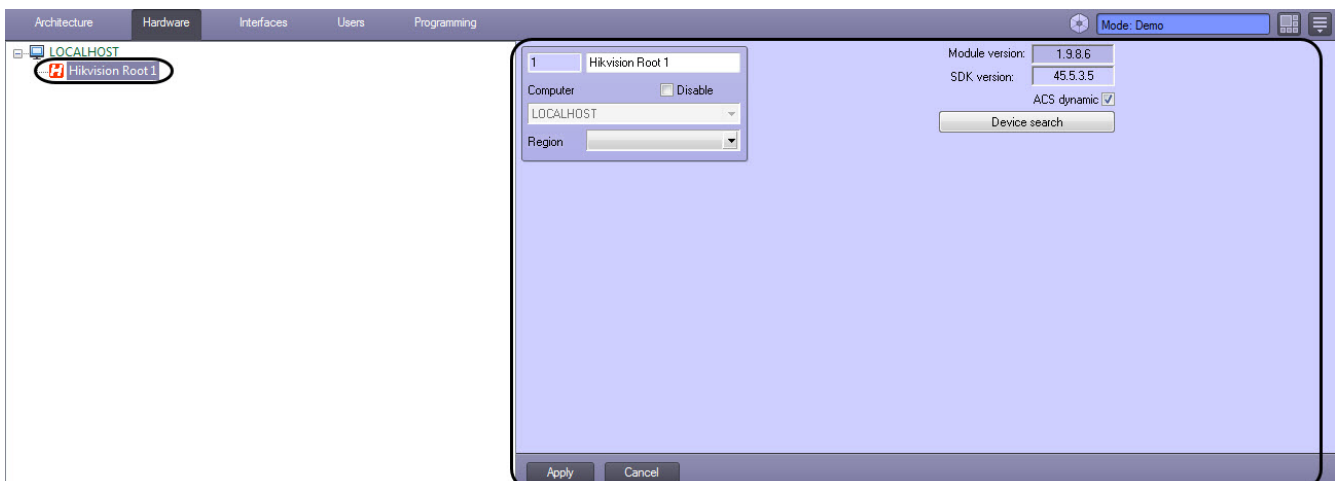 Architecture Hardware Interfaces Users Programming Mode: Demo
LOCALHOST
Hikvision Root 1
1 Hikvision Root 1
Computer Disable
LOCALHOST
Region
Module version: 1.9.8.6
SDK version: 45.5.3.5
ACS dynamic
Device search
Apply Cancel